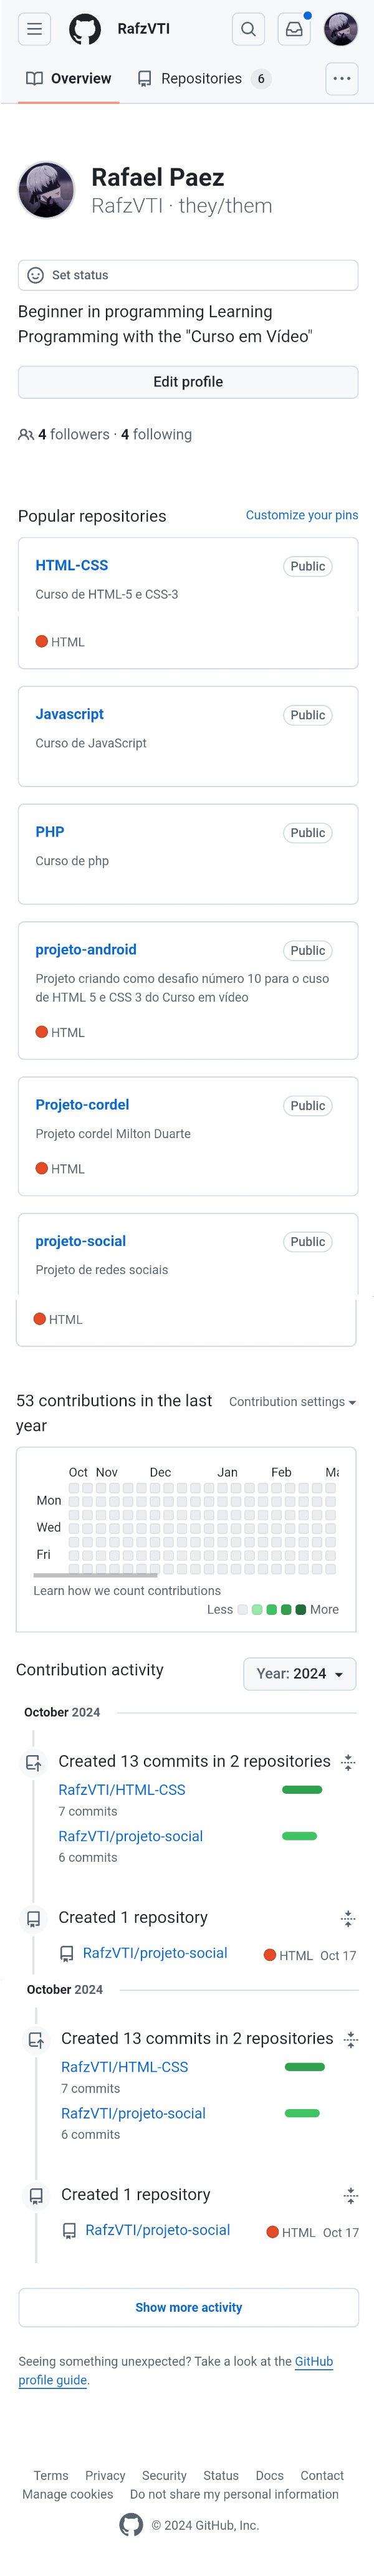 RafzVTI
Overview
Repositories 6
Rafael Paez
RafzVTI · they/them
Set status
Beginner in programming Learning
Programming with the "Curso em Vídeo"
Edit profile
4 followers · 4 following
Popular repositories
Customize your pins
HTML-CSS
Public
Curso de HTML-5 e CSS-3
HTML
Javascript
Public
Curso de JavaScript
PHP
Public
Curso de php
projeto-android
Public
Projeto criando como desafio número 10 para o cuso
de HTML 5 e CSS 3 do Curso em vídeo
HTML
Projeto-cordel
Public
Projeto cordel Milton Duarte
HTML
projeto-social
Public
Projeto de redes sociais
HTML
53 contributions in the last
year
Contribution settings
Oct Nov Dec Jan Feb Ma
Mon
Wed
Fri
Learn how we count contributions
Less More
Contribution activity
Year: 2024
October 2024
Created 13 commits in 2 repositories
RafzVTI/HTML-CSS
7 commits
RafzVTI/projeto-social
6 commits
Created 1 repository
RafzVTI/projeto-social HTML Oct 17
October 2024
Created 13 commits in 2 repositories
RafzVTI/HTML-CSS
7 commits
RafzVTI/projeto-social
6 commits
Created 1 repository
RafzVTI/projeto-social HTML Oct 17
Show more activity
Seeing something unexpected? Take a look at the GitHub
profile guide.
Terms Privacy Security Status Docs Contact
Manage cookies Do not share my personal information
© 2024 GitHub, Inc.